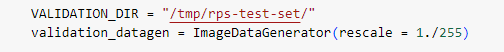 VALIDATION_DIR = "/tmp/rps-test-set/"
validation_datagen = ImageDataGenerator(rescale = 1./255)